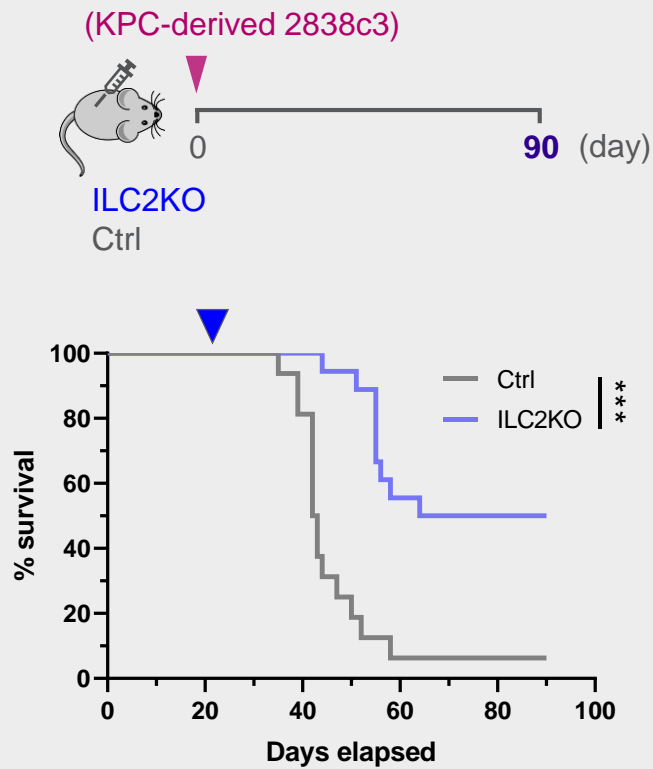 (KPC-derived 2838c3)
0 90 (day)
ILC2KO
Ctrl
100
80
60
40
20
0
% survival
Ctrl
ILC2KO
***
0 20 40 60 80 100
Days elapsed